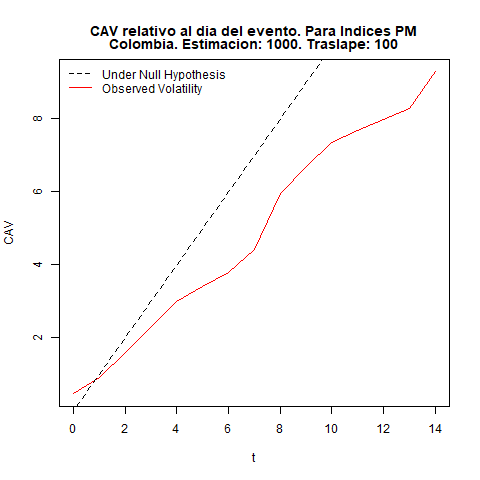 CAV relativo al dia del evento. Para Indices PM
Colombia. Estimacion: 1000. Traslape: 100
Under Null Hypothesis
Observed Volatility
CAV
8
6
4
2
0 2 4 6 8 10 12 14
t